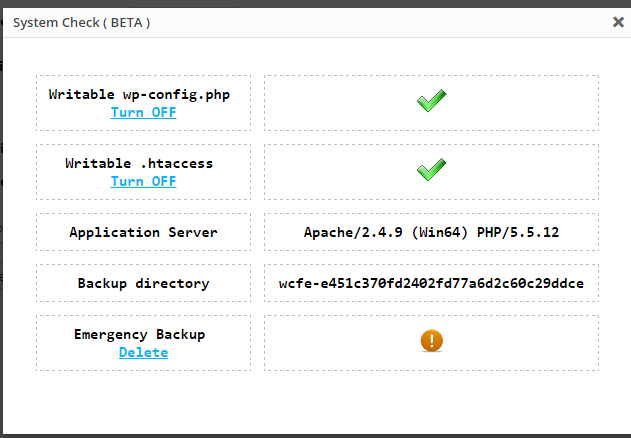 System Check ( BETA )
Writable wp-config.php
Turn OFF
Writable .htaccess
Turn OFF
Application Server
Apache/2.4.9 (Win64) PHP/5.5.12
Backup directory
wcfe-e451c370fd2402fd77a6d2c60c29ddce
Emergency Backup
Delete